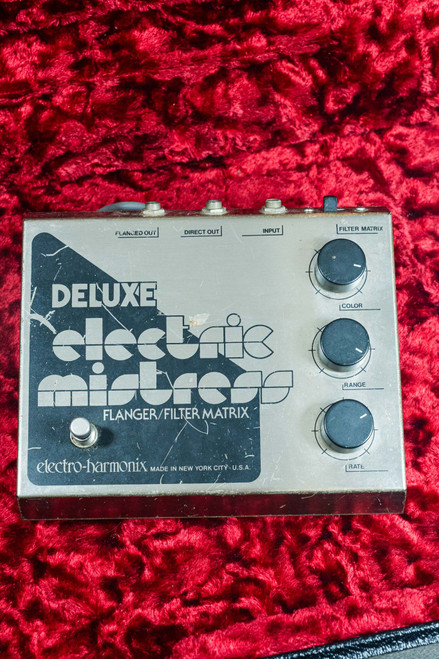 FLANGED OUT DIRECT OUT INPUT FILTER MATRIX
DELUXE
electric
mistress
FLANGER/FILTER MATRIX
COLOR
RANGE
RATE
electro-harmonix MADE IN NEW YORK CITY · U.S.A.